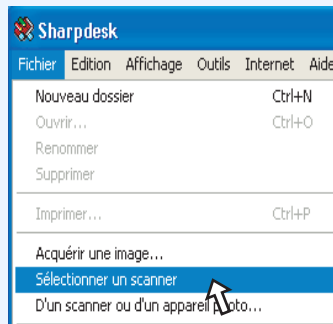 Sharpdesk
Fichier Edition Affichage Outils Internet Aide
Nouveau dossier Ctrl+N
Ouvrir... Ctrl+O
Renommer
Supprimer
Imprimer... Ctrl+P
Acquérir une image...
Sélectionner un scanner
D'un scanner ou d'un appareil photo...